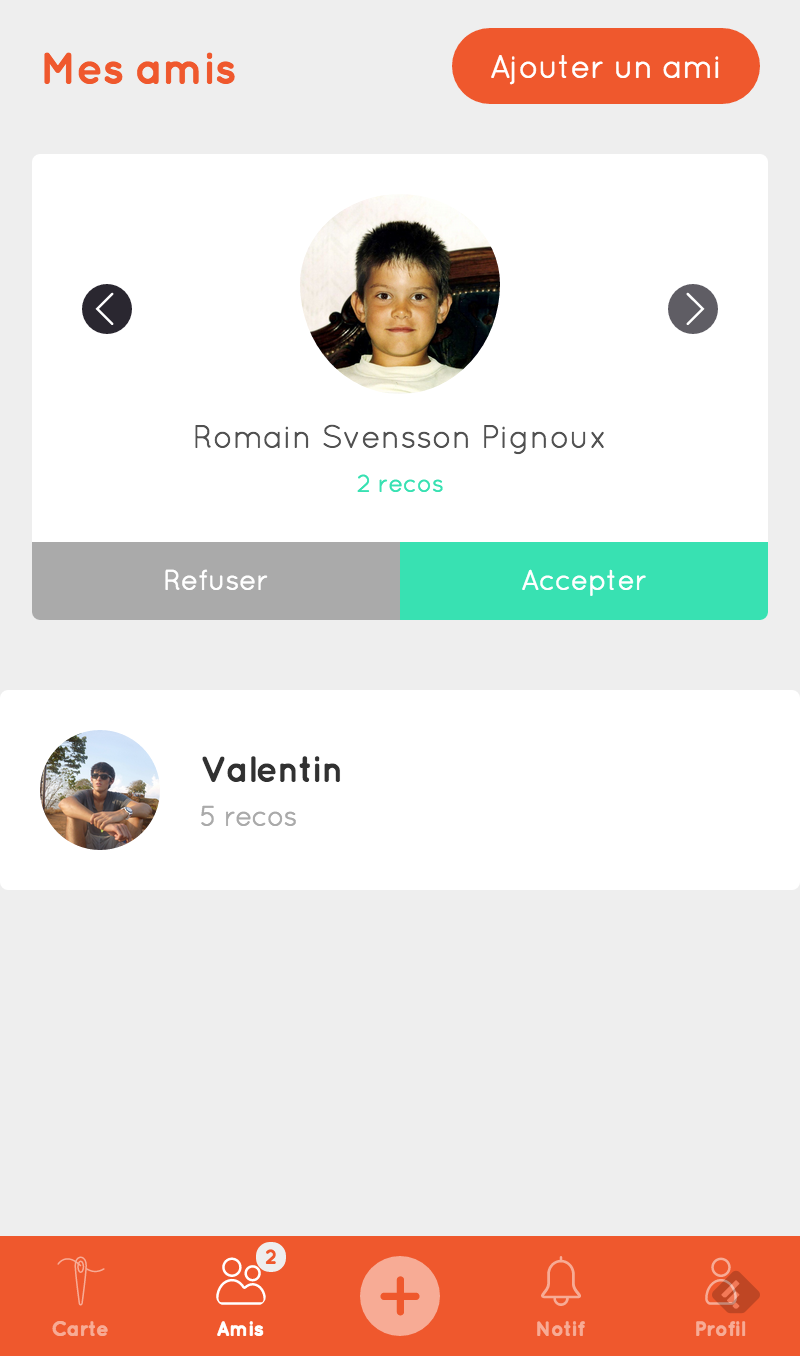 Mes amis
Ajouter un ami
Romain Svensson Pignoux
2 recos
Refuser
Accepter
Valentin
5 recos
2
Carte
Amis
Notif
Profil